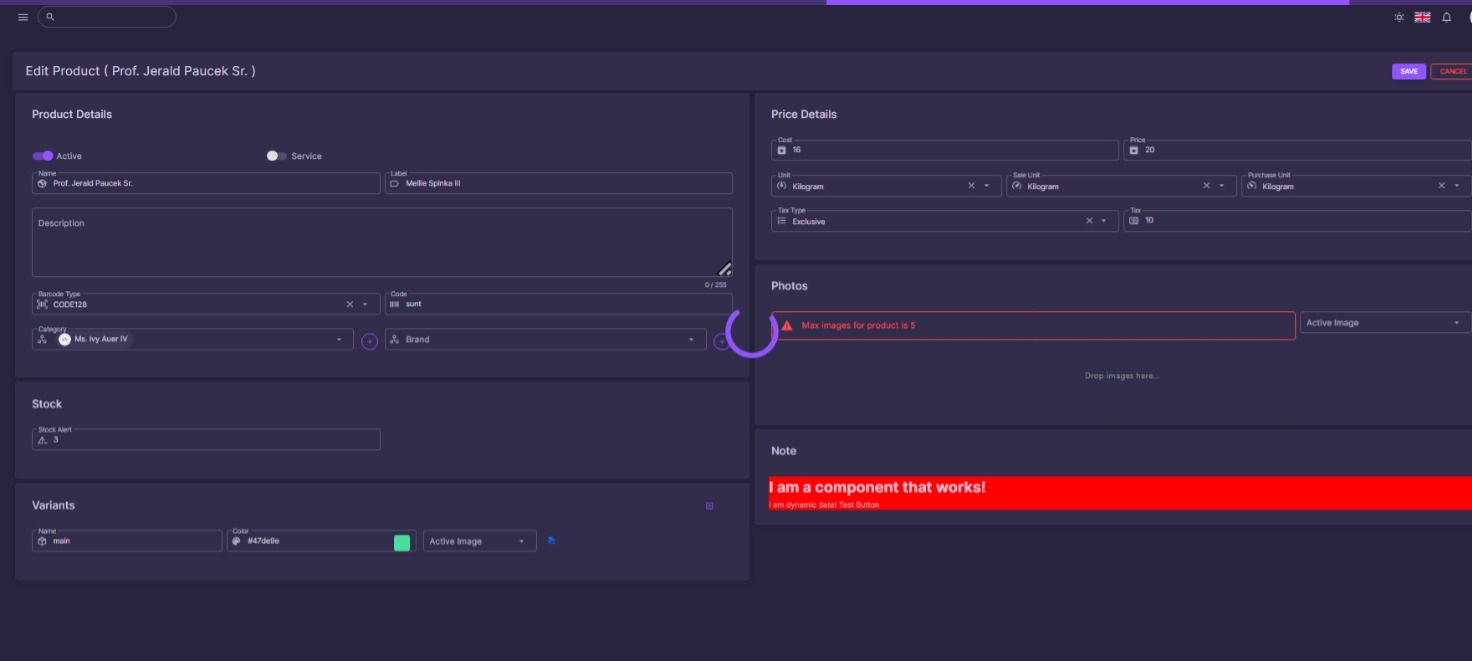 Edit Product ( Prof. Jerald Paucek Sr. )
SAVE
CANCEL
Product Details
Active
Service
Name
Prof. Jerald Paucek Sr.
Label
Mellie Spinka III
Description
0 / 255
Barcode Type
CODE128
Code
sunt
Category
Ms. Ivy Auer IV
Brand
Stock
Stock Alert
3
Variants
Name
main
Color
#47de9e
Active Image
Price Details
Cost
16
Price
20
Unit
Kilogram
Sale Unit
Kilogram
Purchase Unit
Kilogram
Tax Type
Exclusive
Tax
10
Photos
Max images for product is 5
Active Image
Drop images here...
Note
I am a component that works!
I am dynamic data! Test Button